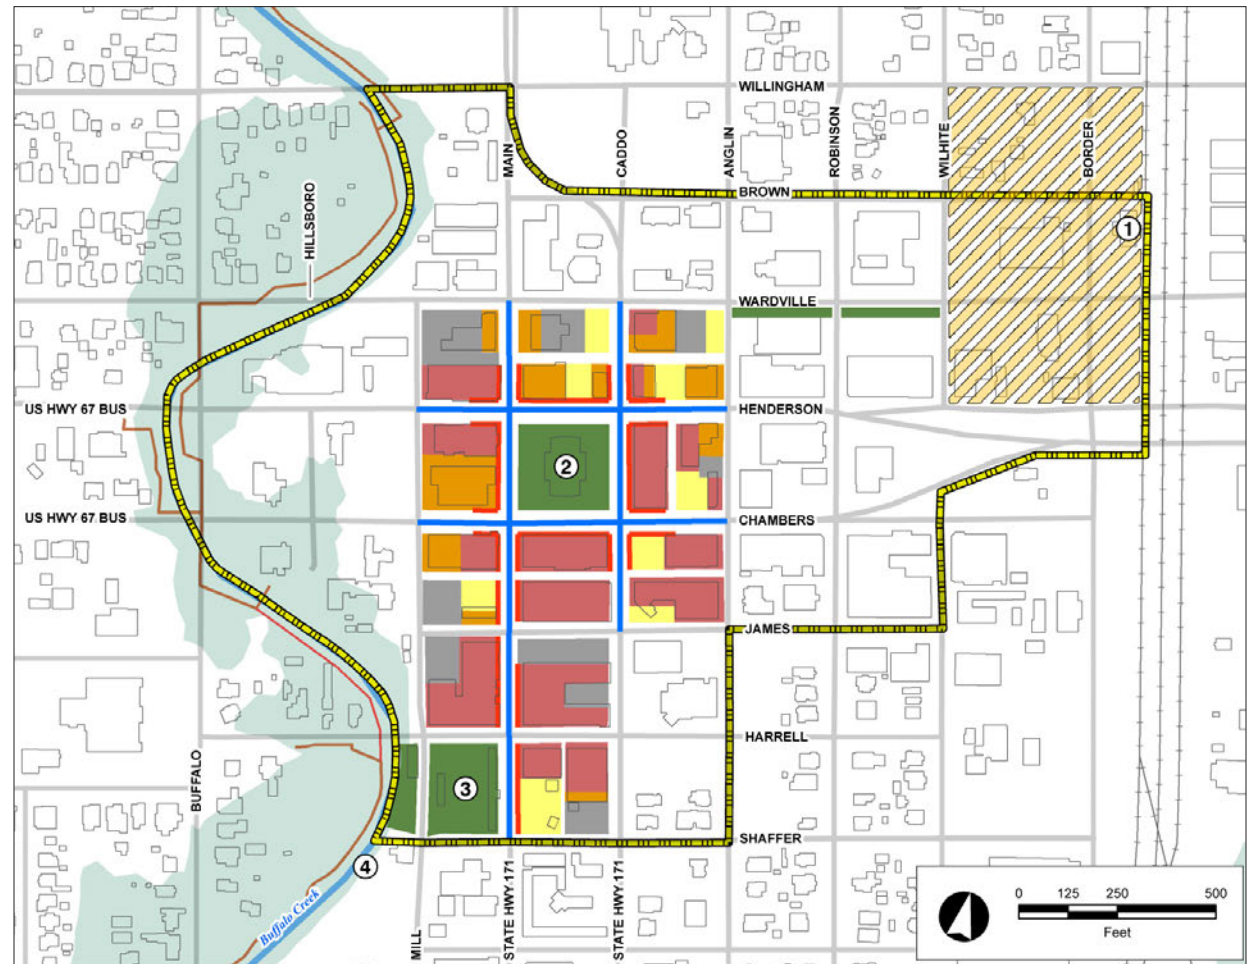 WILLINGHAM
MAIN
CADDO
ANGLIN
ROBINSON
WILHITE
BORDER
BROWN
HILLSBORO
1
WARDVILLE
US HWY 67 BUS
HENDERSON
2
US HWY 67 BUS
CHAMBERS
JAMES
HARRELL
BUFFALO
3
SHAFFER
4
Buffalo Creek
MILL
STATE HWY 171
STATE HWY 171
0 125 250 500
Feet